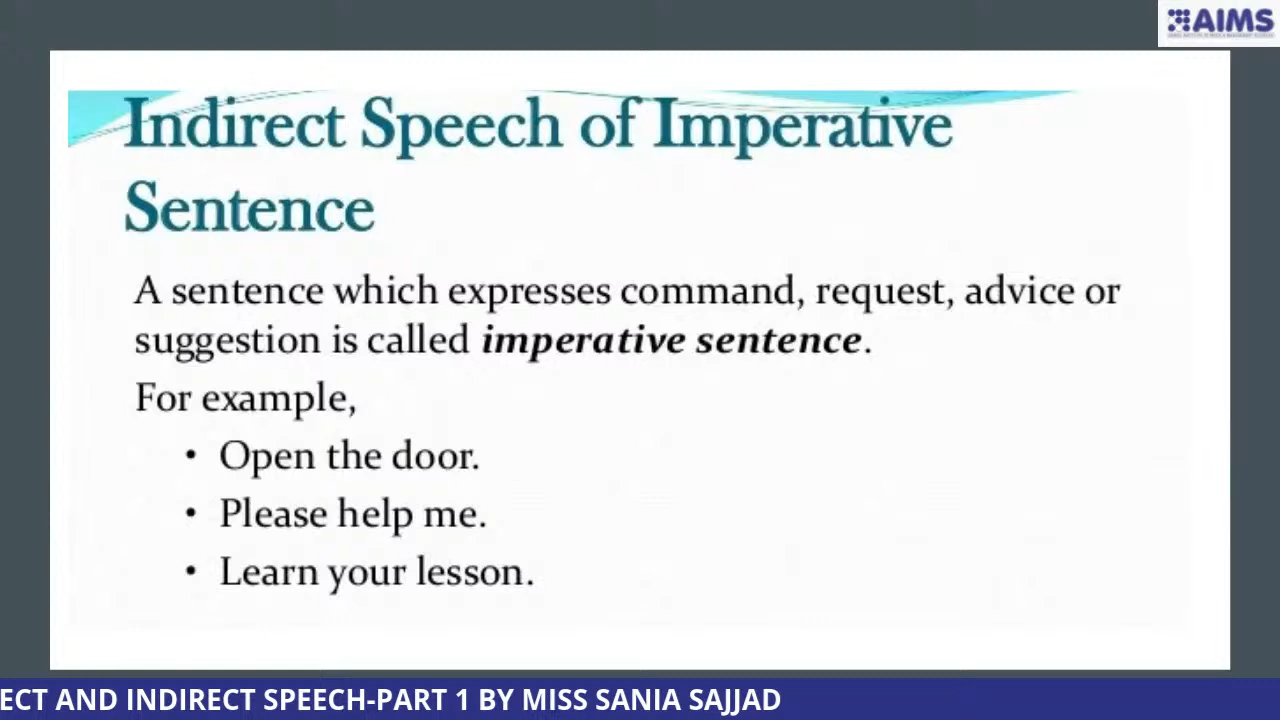 AIMS
Indirect Speech of Imperative
Sentence
A sentence which expresses command, request, advice or
suggestion is called imperative sentence.
For example,
• Open the door.
• Please help me.
• Learn your lesson.
ECT AND INDIRECT SPEECH-PART 1 BY MISS SANIA SAJJAD